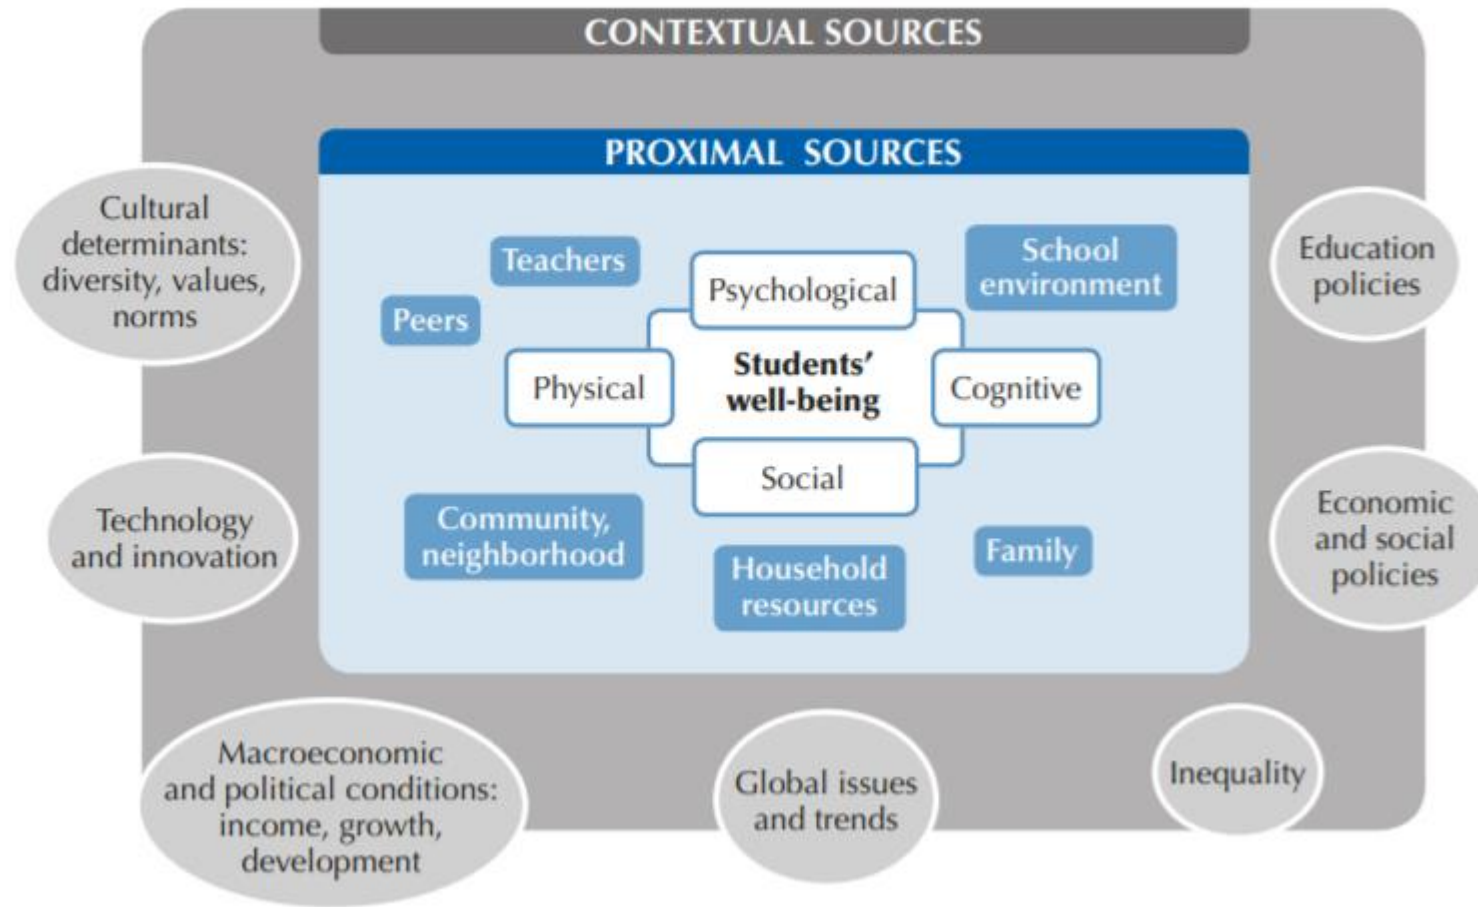 CONTEXTUAL SOURCES
PROXIMAL SOURCES
Cultural
determinants:
diversity, values,
norms
Teachers
Peers
Psychological
School
environment
Education
policies
Physical
Students’
well-being
Cognitive
Social
Technology
and innovation
Community,
neighborhood
Household
resources
Family
Economic
and social
policies
Macroeconomic
and political conditions:
income, growth,
development
Global issues
and trends
Inequality